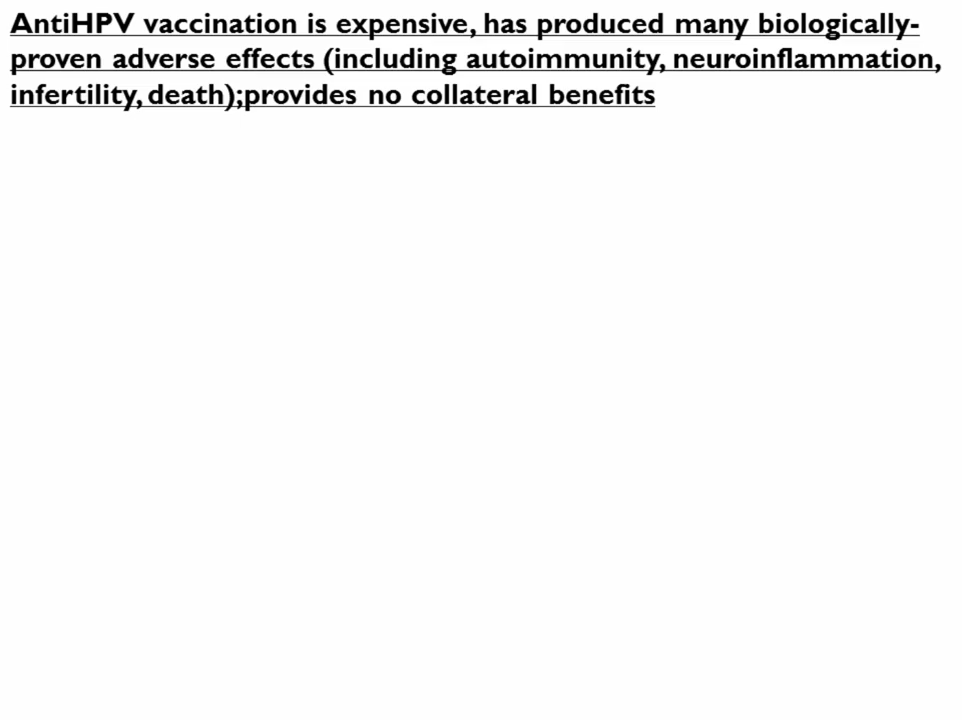 AntiHPV vaccination is expensive, has produced many biologically-
proven adverse effects (including autoimmunity, neuroinflammation,
infertility, death);provides no collateral benefits